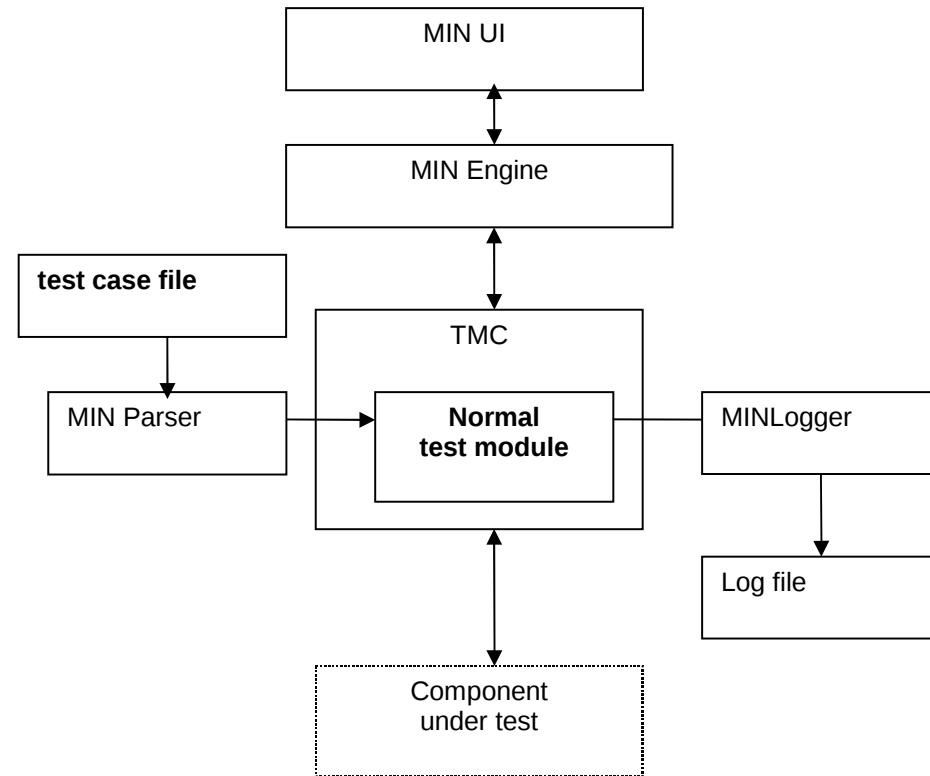 MIN UI
MIN Engine
test case file
TMC
MIN Parser
Normal
test module
MINLogger
Log file
Component
under test